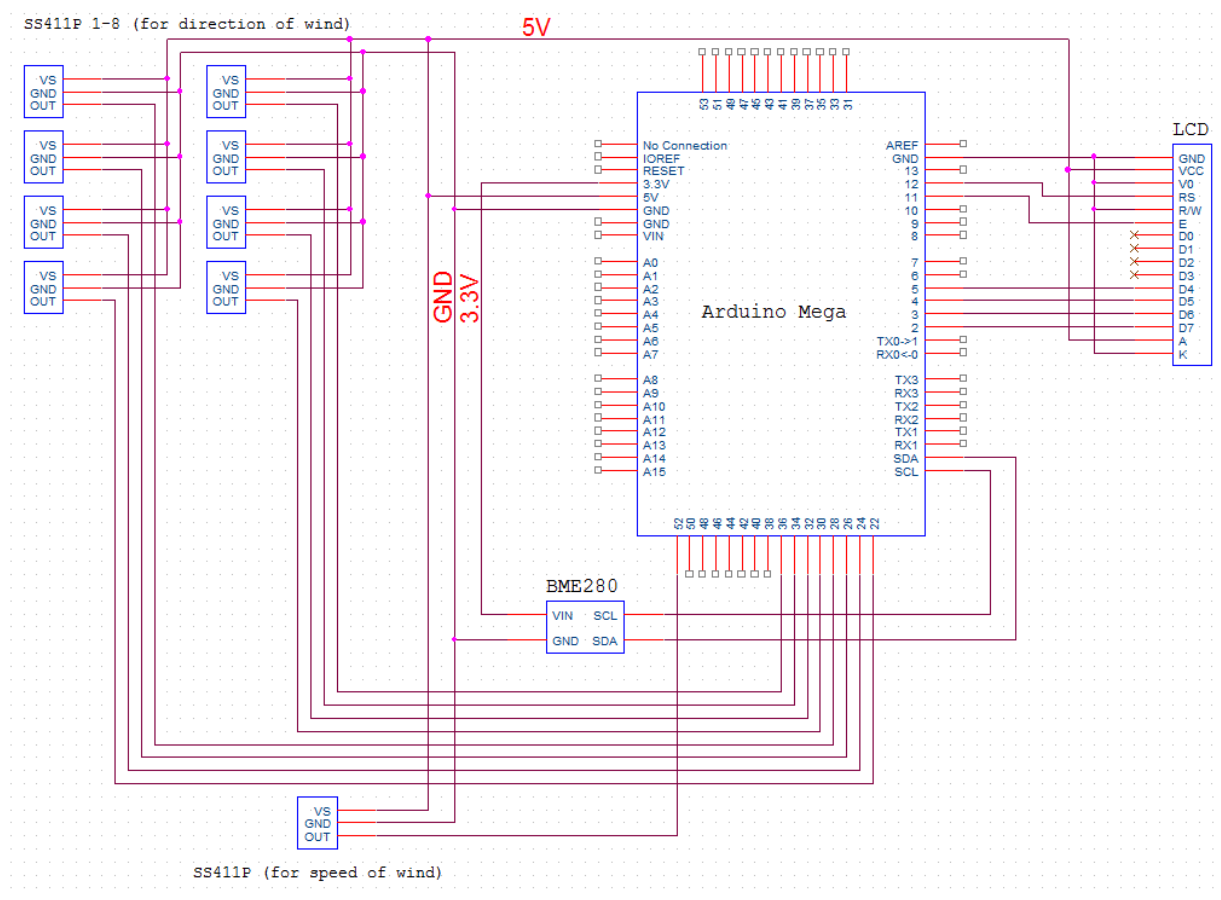 SS411P 1-8 (for direction of wind)
5V
VS
GND
OUT
VS
GND
OUT
VS
GND
OUT
VS
GND
OUT
VS
GND
OUT
VS
GND
OUT
VS
GND
OUT
VS
GND
OUT
GND
3.3V
53 51 49 47 45 43 41 39 37 35 33 31
No Connection
IOREF
RESET
3.3V
5V
GND
GND
VIN
A0
A1
A2
A3
A4
A5
A6
A7
A8
A9
A10
A11
A12
A13
A14
A15
Arduino Mega
AREF
GND
13
12
11
10
9
8
7
6
5
4
3
2
TX0->1
RX0<-0
TX3
RX3
TX2
RX2
TX1
RX1
SDA
SCL
52 50 48 46 44 42 40 38 36 34 32 30 28 26 24 22
LCD
GND
VCC
V0
RS
R/W
E
D0
D1
D2
D3
D4
D5
D6
D7
A
K
BME280
VIN SCL
GND SDA
VS
GND
OUT
SS411P (for speed of wind)